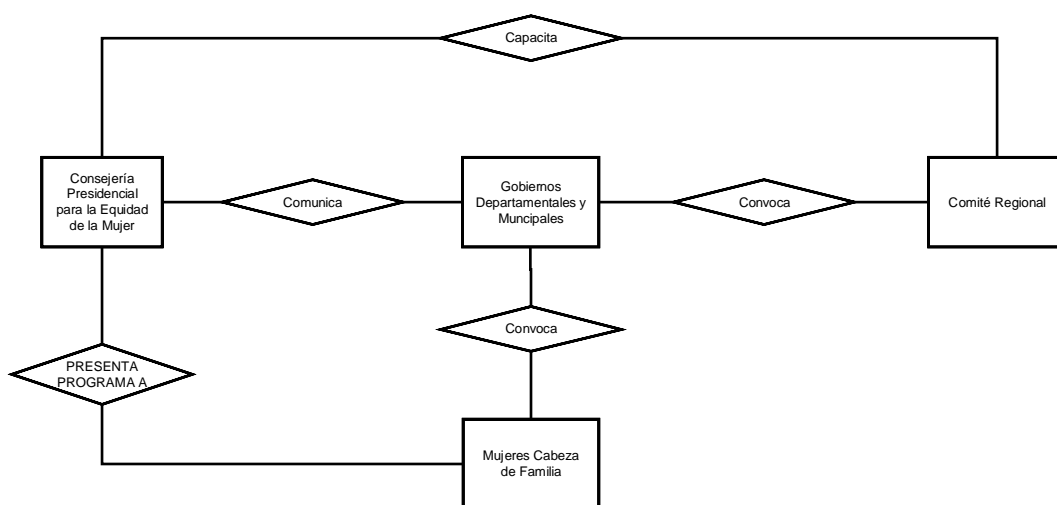 Capacita
Consejería
Presidencial
para la Equidad
de la Mujer
Comunica
Gobiernos
Departamentales y
Muncipales
Convoca
Comité Regional
Convoca
PRESENTA
PROGRAMA A
Mujeres Cabeza
de Familia